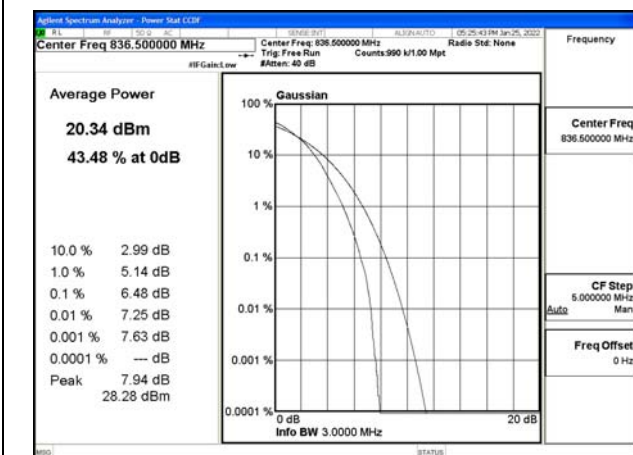 Agilent Spectrum Analyzer - Power Stat CCDF
RL RF 50 Ω AC SENSE:INT ALIGNAUTO 05:25:43 PM Jan 25, 2022
Center Freq 836.500000 MHz
Center Freq: 836.500000 MHz Radio Std: None
Trig: Free Run Counts:990 k/1.00 Mpt
#IFGain:Low #Atten: 40 dB
Frequency
Average Power
20.34 dBm
43.48 % at 0dB
10.0 % 2.99 dB
1.0 % 5.14 dB
0.1 % 6.48 dB
0.01 % 7.25 dB
0.001 % 7.63 dB
0.0001 % --- dB
Peak 7.94 dB
28.28 dBm
Gaussian
100 %
10 %
1 %
0.1 %
0.01 %
0.001 %
0.0001 %
0 dB 20 dB
Info BW 3.0000 MHz
Center Freq
836.500000 MHz
CF Step
5.000000 MHz
Auto Man
Freq Offset
0 Hz
MSG STATUS